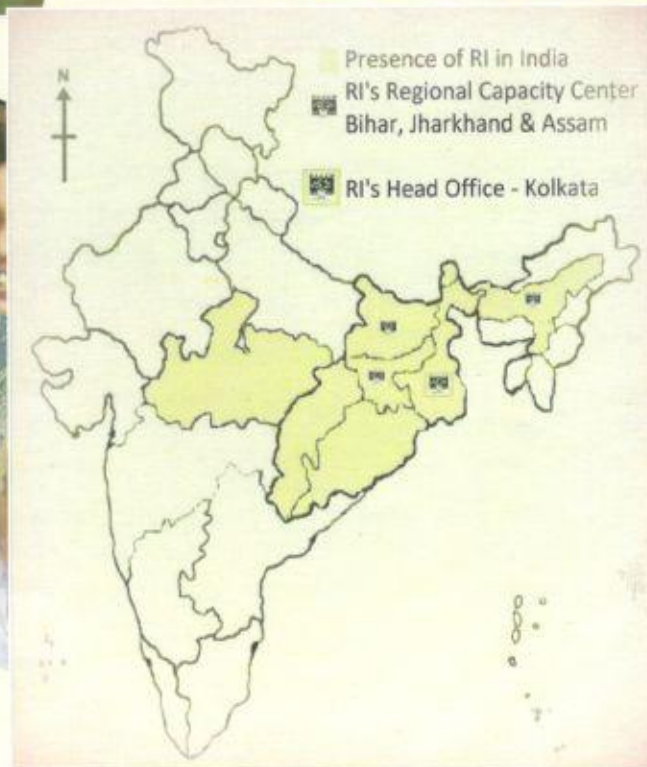 N
Presence of RI in India
RI's Regional Capacity Center
Bihar, Jharkhand & Assam
RI's Head Office - Kolkata